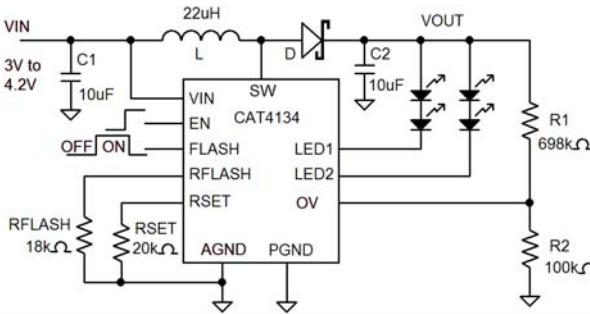 VIN
22uH
VOUT
L
D
C1
C2
3V to
4.2V
10uF
10uF
SW
VIN
CAT4134
EN
R1
698kΩ
OFF ON
FLASH
LED1
RFLASH
LED2
RSET
OV
RFLASH
18kΩ
RSET
20kΩ
AGND
PGND
R2
100kΩ